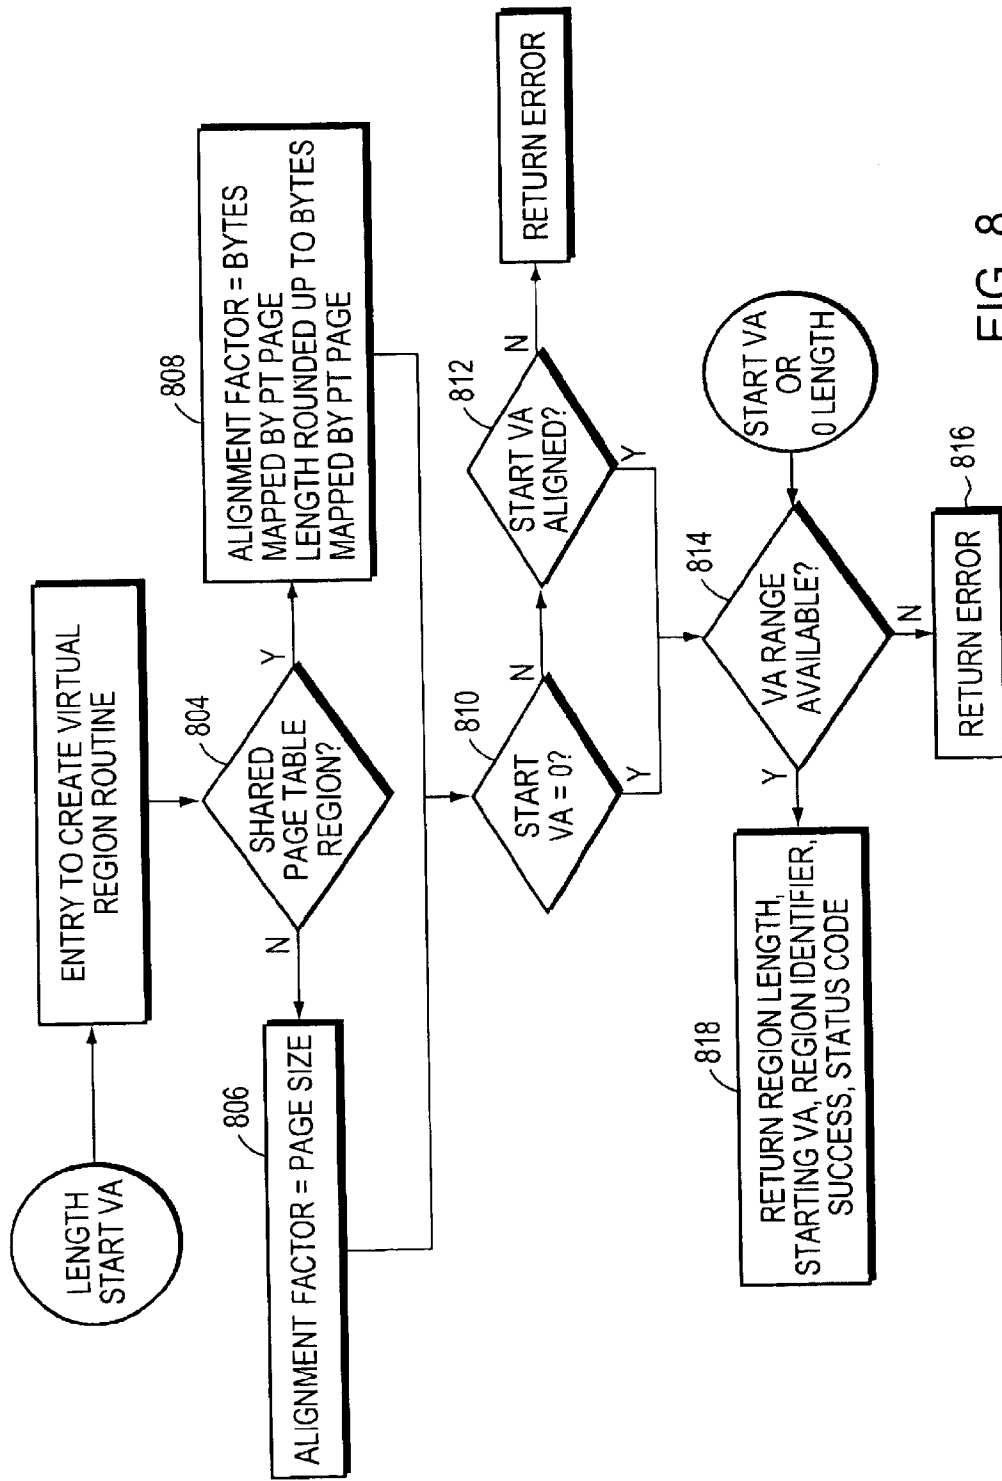 LENGTH
START VA
ENTRY TO CREATE VIRTUAL
REGION ROUTINE
804
SHARED
PAGE TABLE
REGION?
N
Y
806
ALIGNMENT FACTOR = PAGE SIZE
808
ALIGNMENT FACTOR = BYTES
MAPPED BY PT PAGE
LENGTH ROUNDED UP TO BYTES
MAPPED BY PT PAGE
810
START
VA = 0?
N
Y
812
START VA
ALIGNED?
N
Y
RETURN ERROR
814
VA RANGE
AVAILABLE?
Y
N
START VA
OR
0 LENGTH
818
RETURN REGION LENGTH,
STARTING VA, REGION IDENTIFIER,
SUCCESS, STATUS CODE
RETURN ERROR
816
FIG. 8